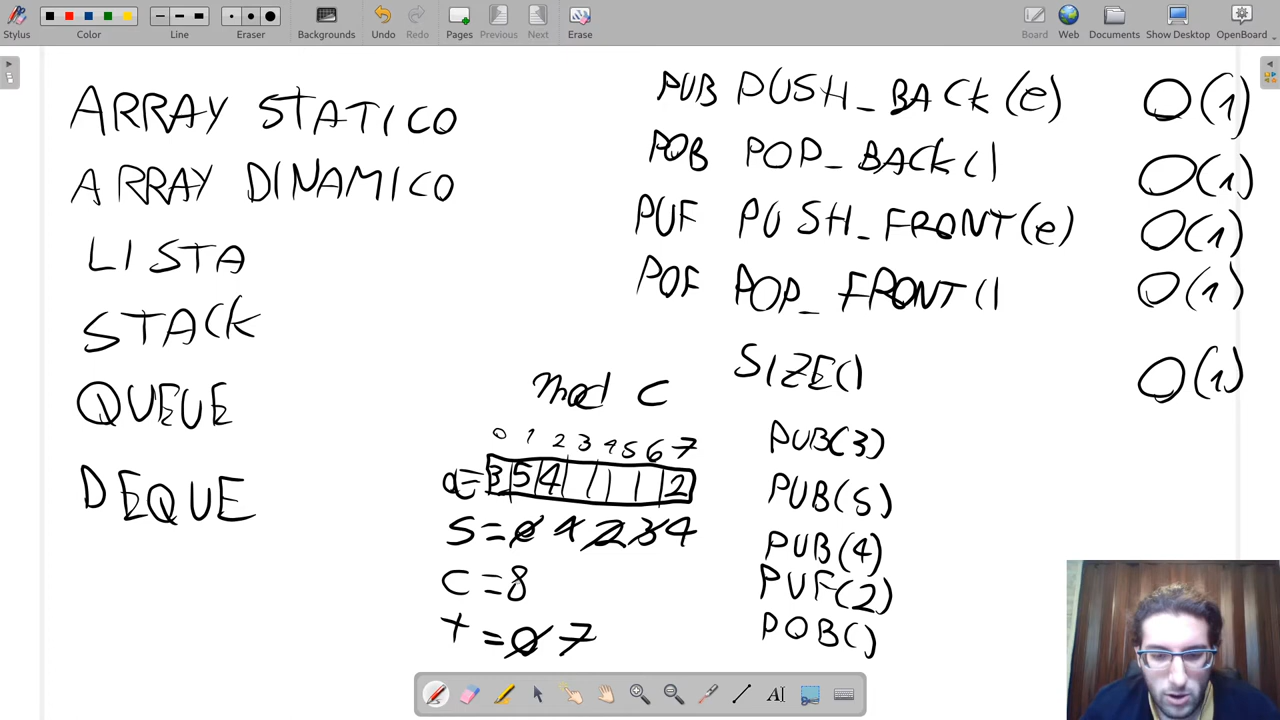 Stylus Color Line Eraser Backgrounds Undo Redo Pages Previous Next Erase Board Web Documents Show Desktop OpenBoard
ARRAY STATICO
ARRAY DINAMICO
LISTA
STACK
QUEUE
DEQUE
PUB PUSH_BACK(e) O(1)
POB POP_BACK() O(1)
PUF PUSH_FRONT(e) O(1)
POF POP_FRONT() O(1)
SIZE() O(1)
mod C
0 1 2 3 4 5 6 7
a= 3 5 4 2
S=0 1 2 3 4
C=8
T=0 7
PUB(3)
PUB(5)
PUB(4)
PUF(2)
POB()